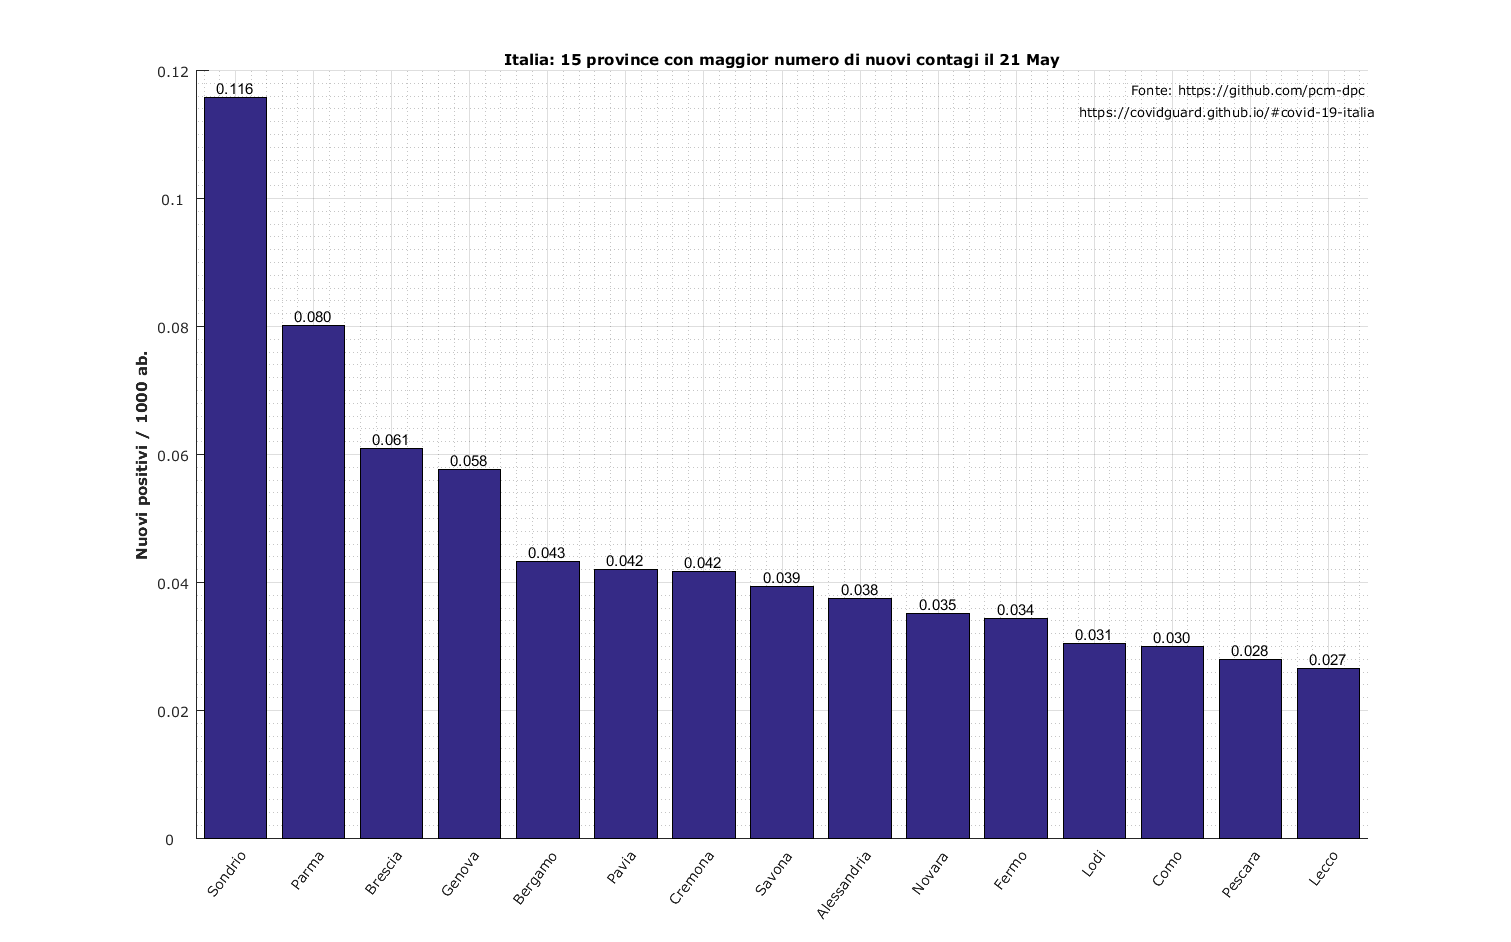 Italia: 15 province con maggior numero di nuovi contagi il 21 May
Fonte: https://github.com/pcm-dpc
https://covidguard.github.io/#covid-19-italia
Nuovi positivi / 1000 ab.
0.12
0.1
0.08
0.06
0.04
0.02
0
0.116
0.080
0.061
0.058
0.043
0.042
0.042
0.039
0.038
0.035
0.034
0.031
0.030
0.028
0.027
Sondrio
Parma
Brescia
Genova
Bergamo
Pavia
Cremona
Savona
Alessandria
Novara
Fermo
Lodi
Como
Pescara
Lecco